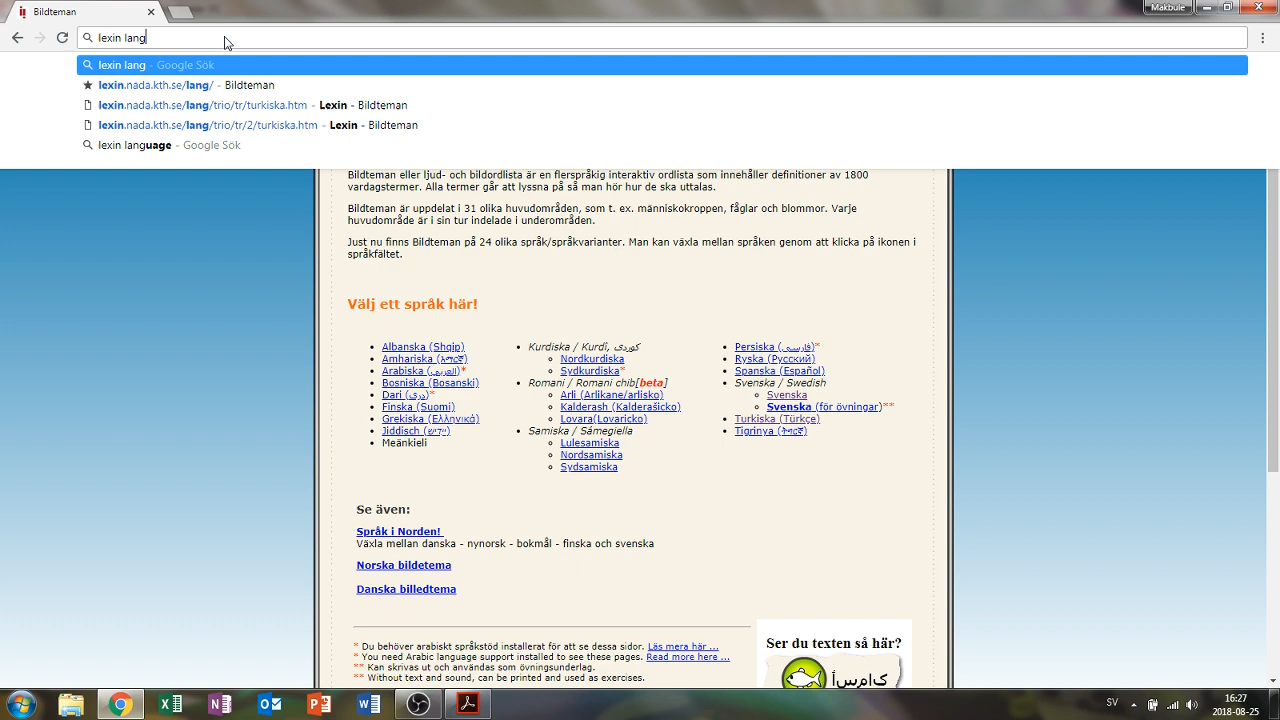 Bildteman
Makbule
lexin lang
lexin lang - Google Sök
lexin.nada.kth.se/lang/ - Bildteman
lexin.nada.kth.se/lang/trio/tr/turkiska.htm - Lexin - Bildteman
lexin.nada.kth.se/lang/trio/tr/2/turkiska.htm - Lexin - Bildteman
lexin language - Google Sök
Bildteman eller ljud- och bildordlista är en flerspråkig interaktiv ordlista som innehåller definitioner av 1800
vardagstermer. Alla termer går att lyssna på så man hör hur de ska uttalas.
Bildteman är uppdelat i 31 olika huvudområden, som t. ex. människokroppen, fåglar och blommor. Varje
huvudområde är i sin tur indelade i underområden.
Just nu finns Bildteman på 24 olika språk/språkvarianter. Man kan växla mellan språken genom att klicka på ikonen i
språkfältet.
Välj ett språk här!
Albanska (Shqip)
Amhariska (አማርኛ)
Arabiska (العربي)*
Bosniska (Bosanski)
Dari (دری)*
Finska (Suomi)
Grekiska (Ελληνικά)
Jiddisch (ייִדיש)
Meänkieli
Kurdiska / Kurdî, کوردی
Nordkurdiska
Sydkurdiska*
Romani / Romani chib[beta]
Arli (Arlikane/arlisko)
Kalderash (Kalderašicko)
Lovara(Lovaricko)
Samiska / Sámegiella
Lulesamiska
Nordsamiska
Sydsamiska
Persiska (فارسی)*
Ryska (Русский)
Spanska (Español)
Svenska / Swedish
Svenska
Svenska (för övningar)**
Turkiska (Türkçe)
Tigrinya (ትግርኛ)
Se även:
Språk i Norden!
Växla mellan danska - nynorsk - bokmål - finska och svenska
Norska bildetema
Danska billedtema
* Du behöver arabiskt språkstöd installerat för att se dessa sidor. Läs mera här ...
* You need Arabic language support installed to see these pages. Read more here ...
** Kan skrivas ut och användas som övningsunderlag.
** Without text and sound, can be printed and used as exercises.
Ser du texten så här?
أسماك
SV
16:27
2018-08-25